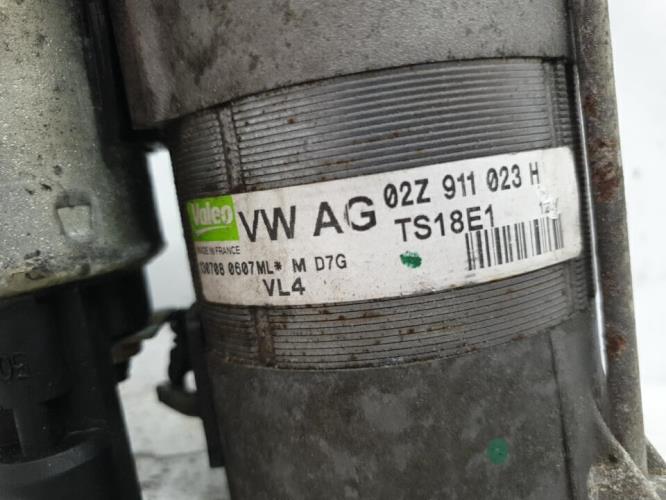 Valeo
MADE IN FRANCE
VW AG
02Z 911 023 H
TS18E1
0607ML* M D7G
VL4